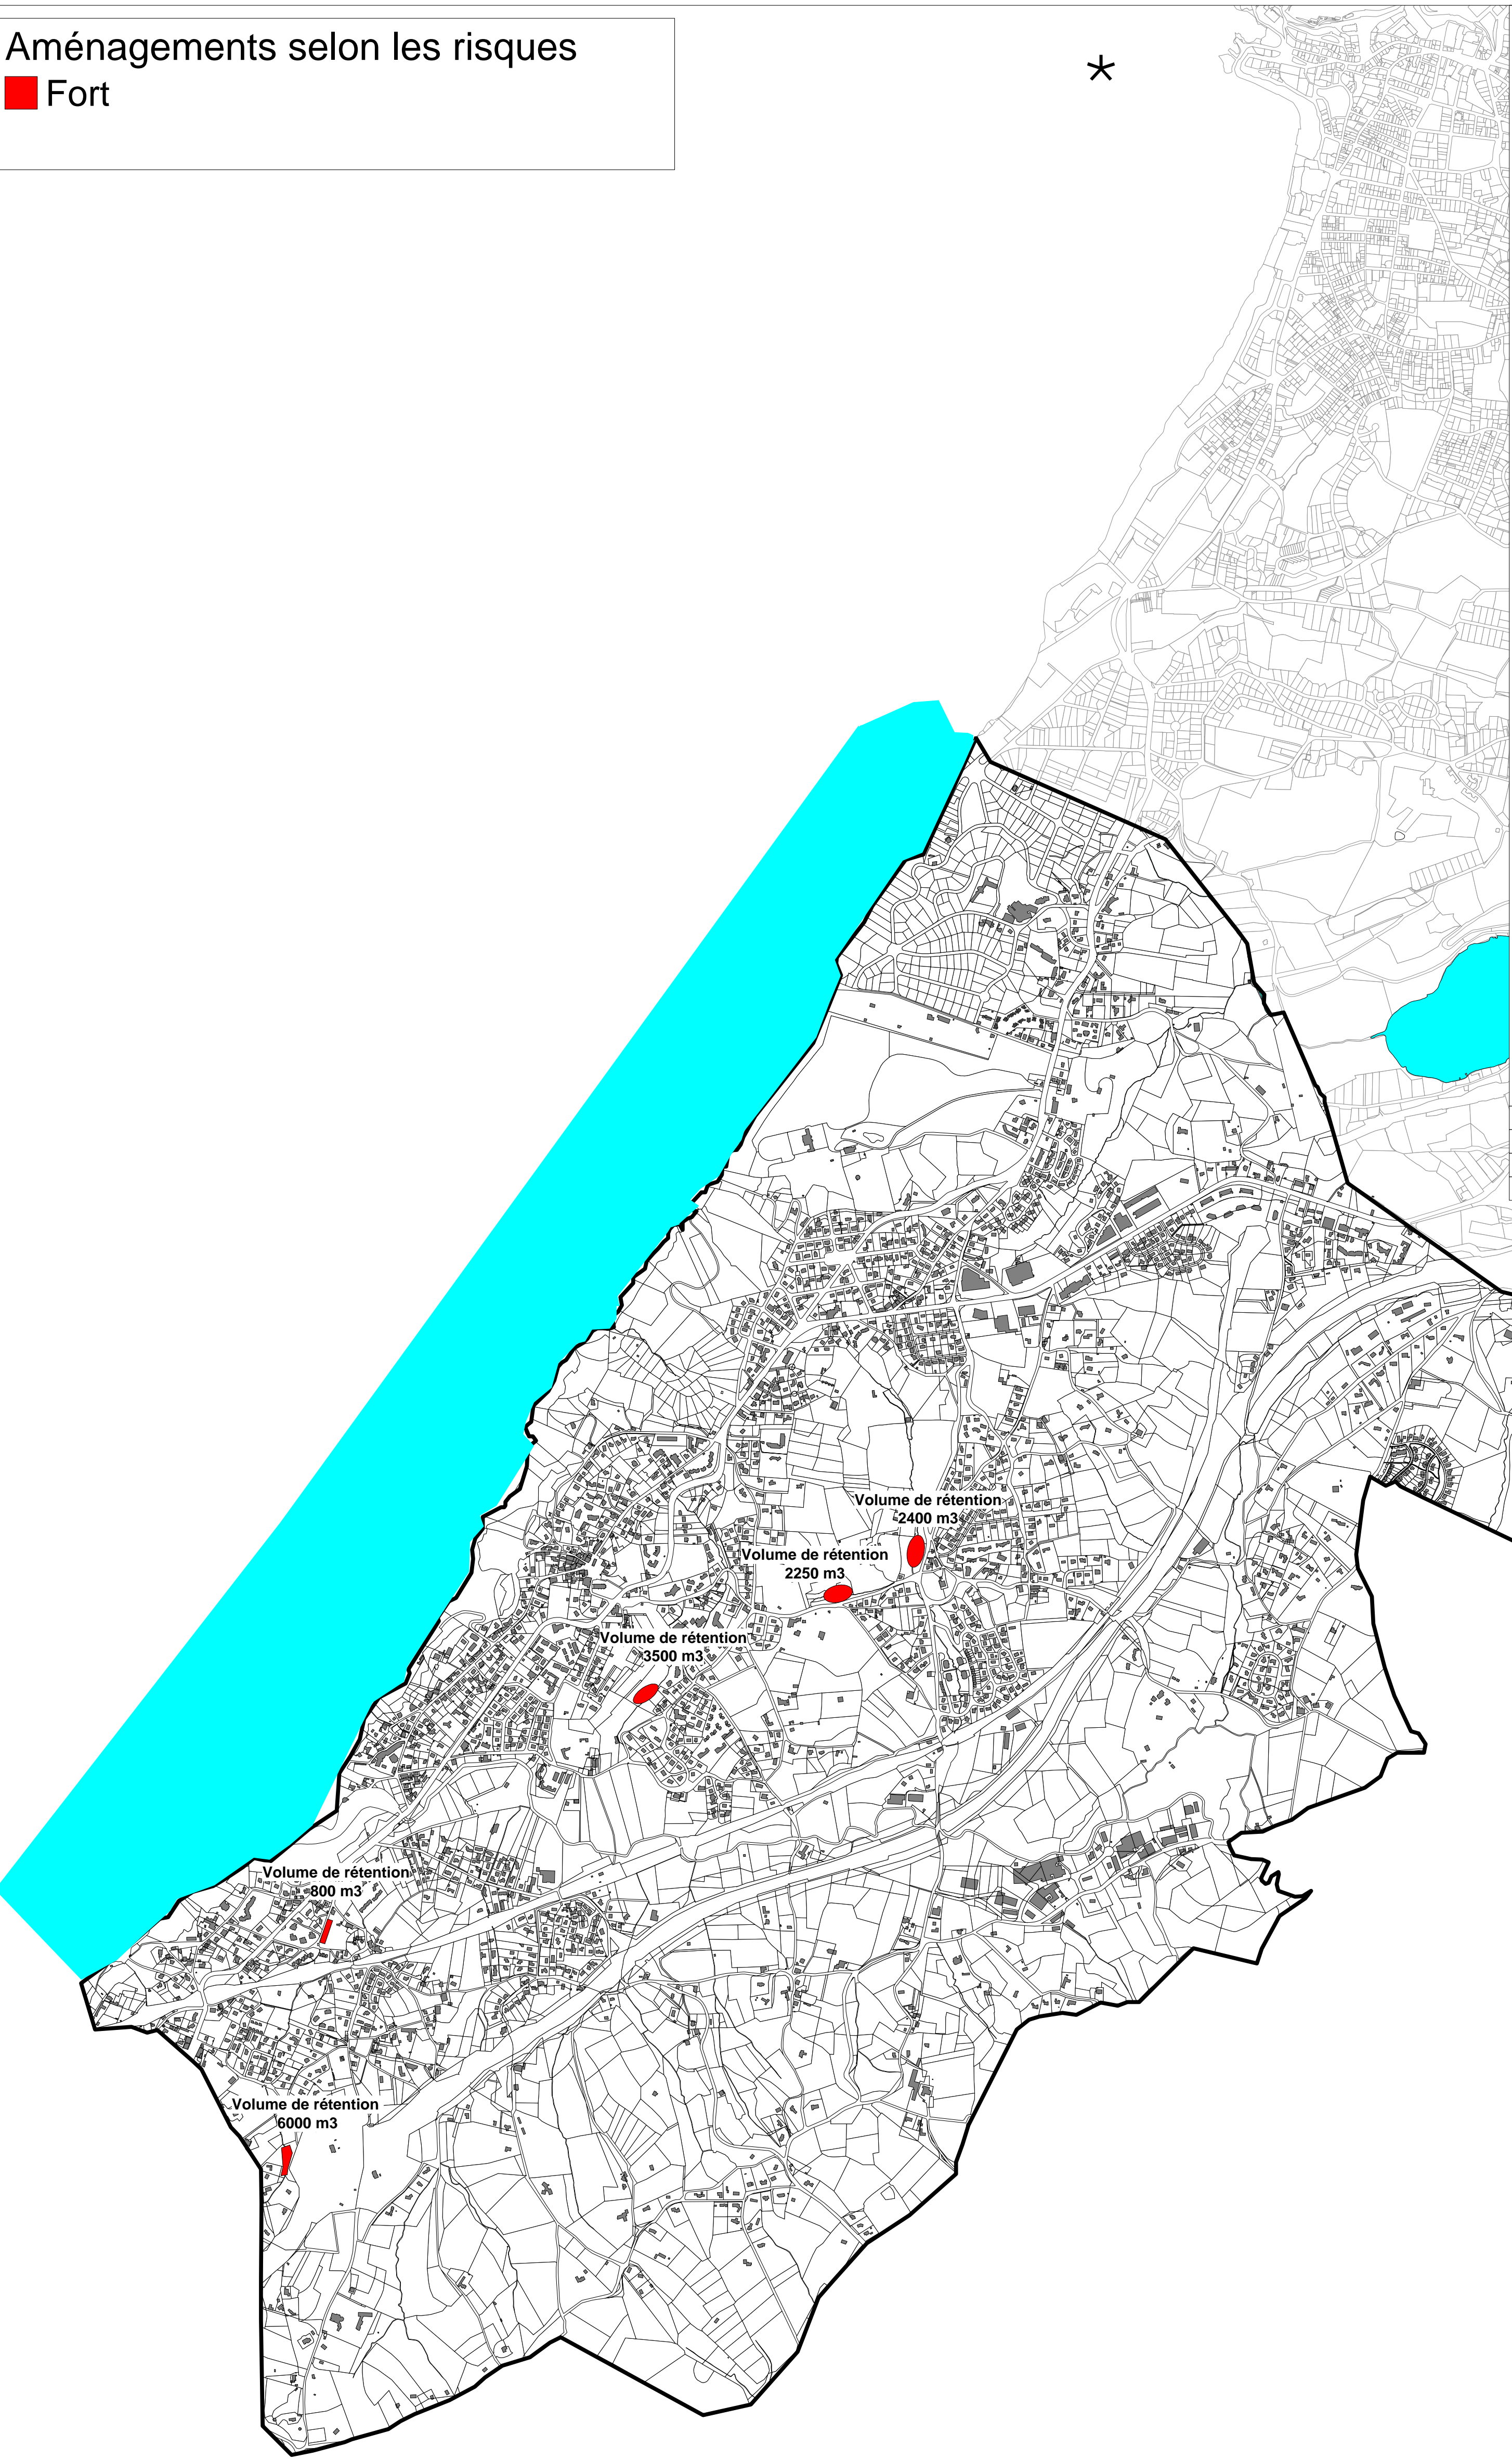 Aménagements selon les risques
Fort
Volume de rétention
2400 m3
Volume de rétention
2250 m3
Volume de rétention
3500 m3
Volume de rétention
800 m3
Volume de rétention
6000 m3